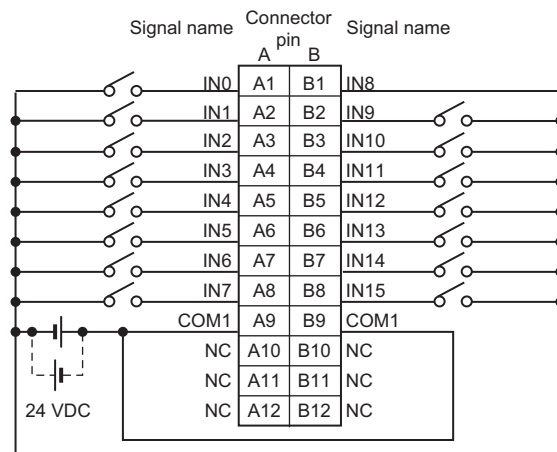 Signal name Connector pin Signal name
A B
IN0 A1 B1 IN8
IN1 A2 B2 IN9
IN2 A3 B3 IN10
IN3 A4 B4 IN11
IN4 A5 B5 IN12
IN5 A6 B6 IN13
IN6 A7 B7 IN14
IN7 A8 B8 IN15
COM1 A9 B9 COM1
NC A10 B10 NC
NC A11 B11 NC
NC A12 B12 NC
24 VDC